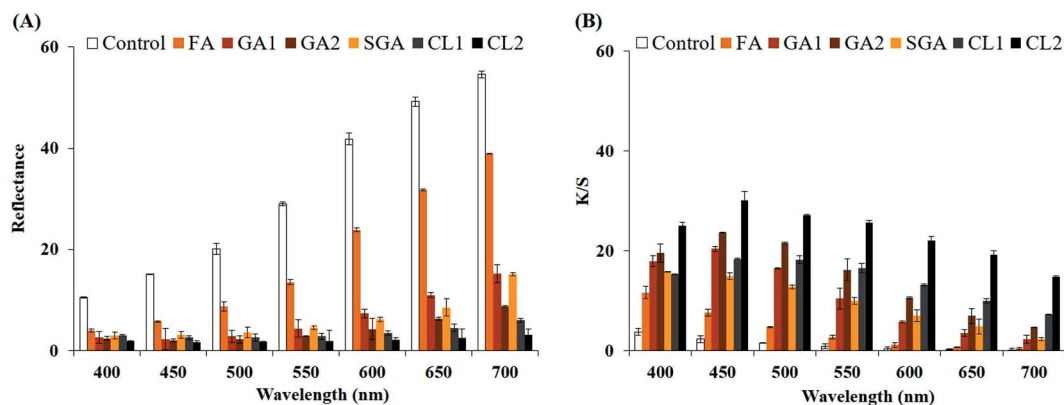 (A)
60
Control FA GA1 GA2 SGA CL1 CL2
40
Reflectance
20
0
400 450 500 550 600 650 700
Wavelength (nm)
(B)
60
Control FA GA1 GA2 SGA CL1 CL2
40
K/S
20
0
400 450 500 550 600 650 700
Wavelength (nm)